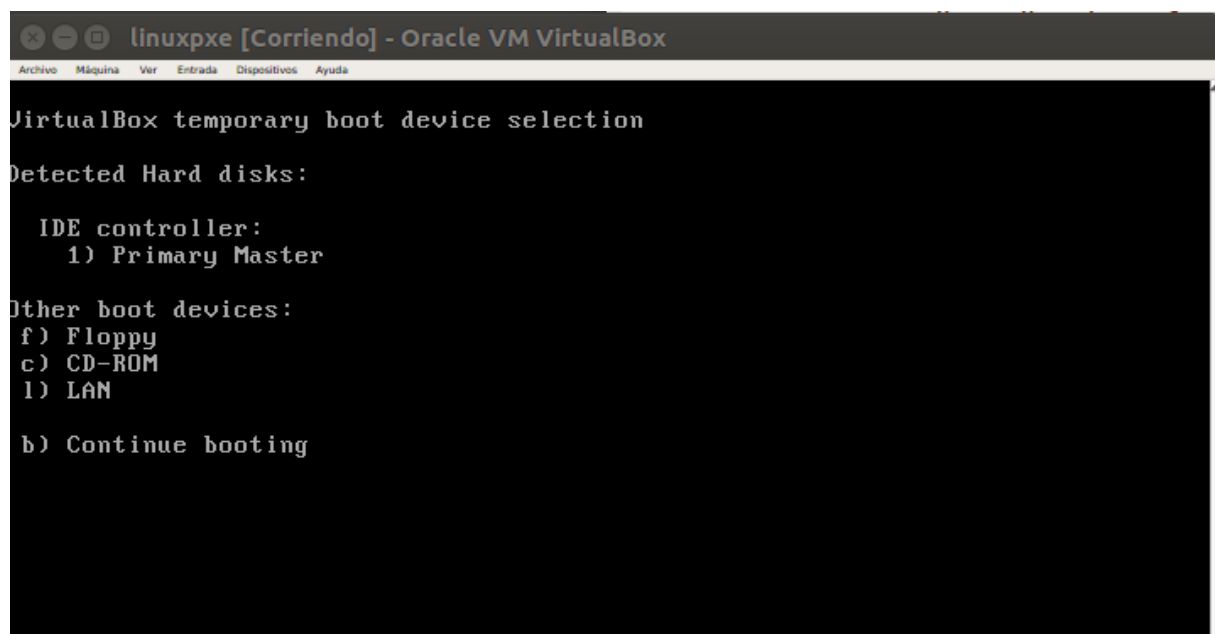 linuxpxe [Corriendo] - Oracle VM VirtualBox
Archivo Máquina Ver Entrada Dispositivos Ayuda
VirtualBox temporary boot device selection
Detected Hard disks:
IDE controller:
1) Primary Master
Other boot devices:
f) Floppy
c) CD-ROM
l) LAN
b) Continue booting